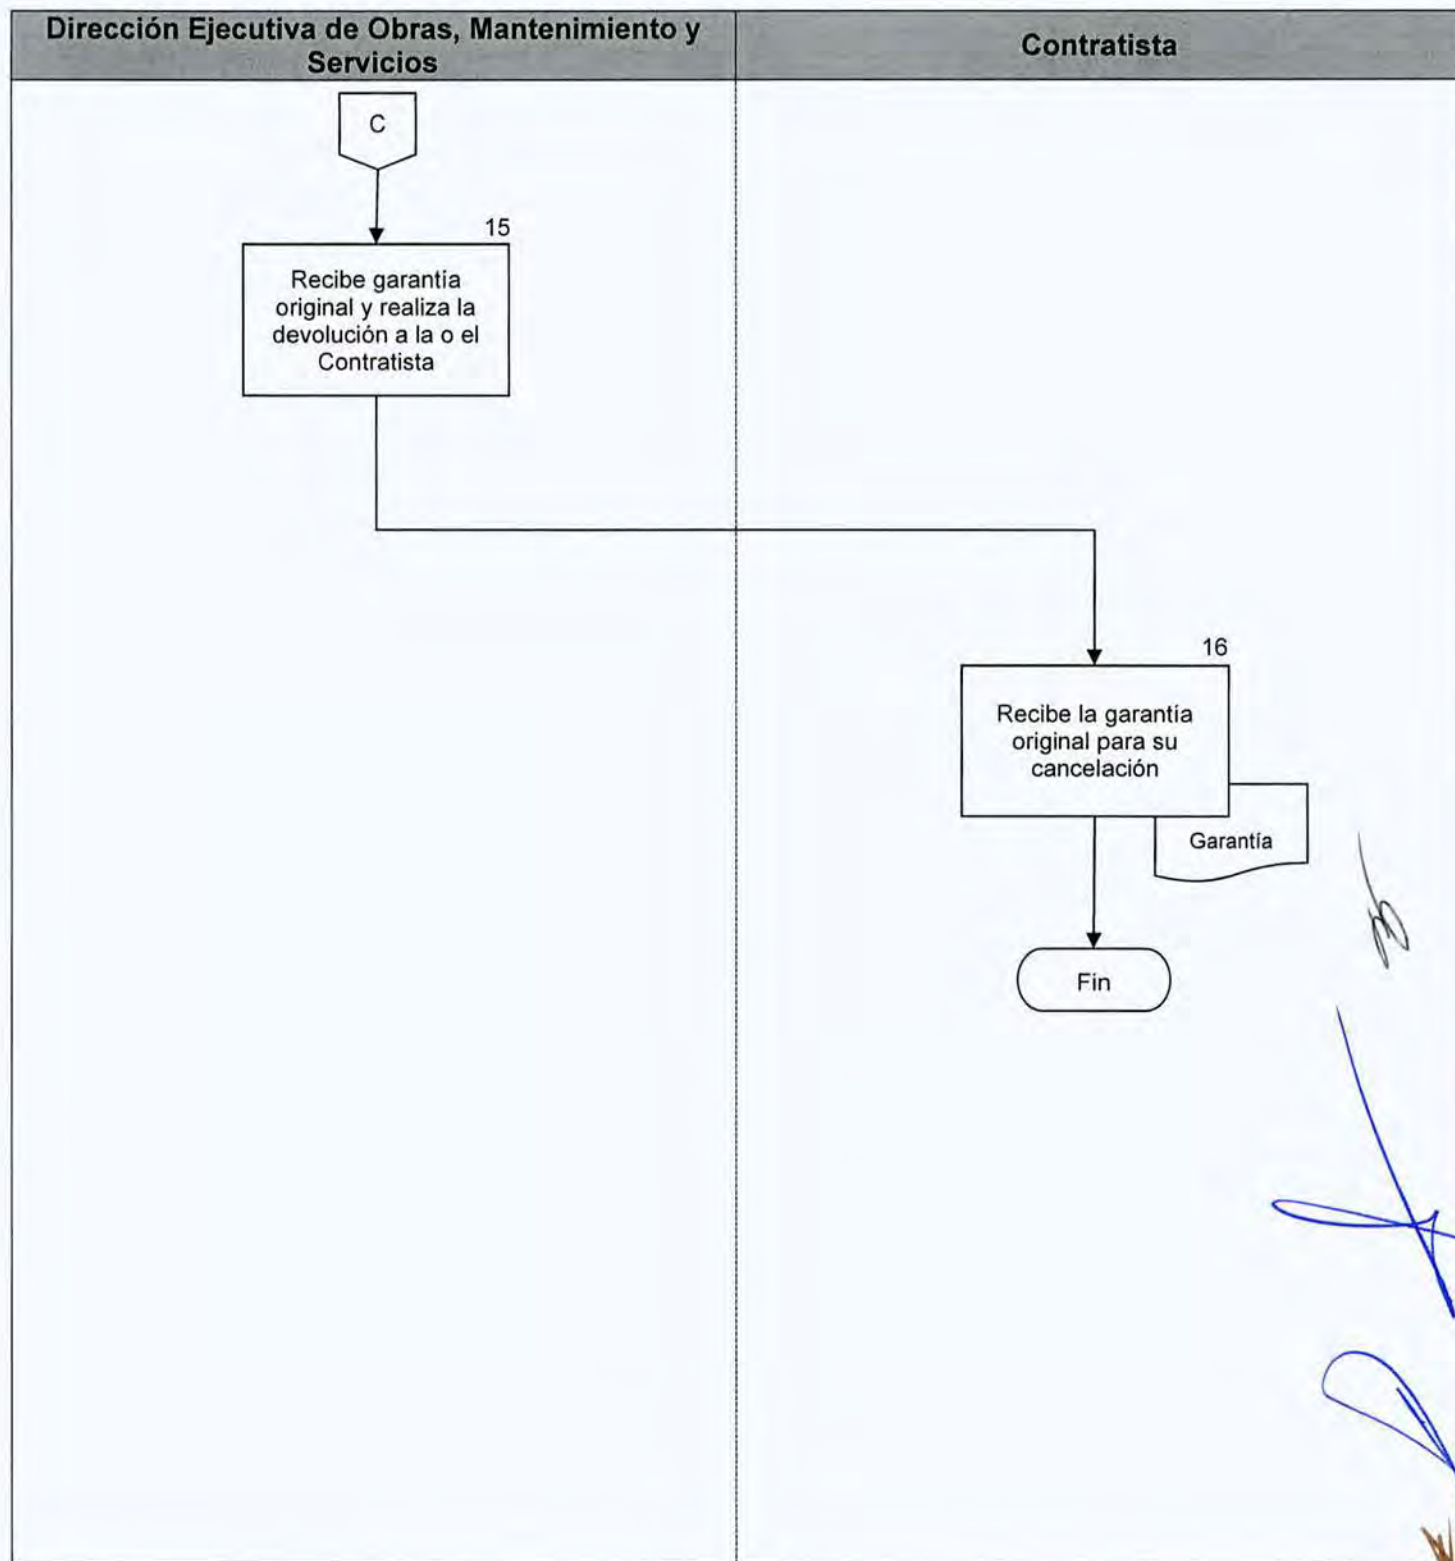 Dirección Ejecutiva de Obras, Mantenimiento y
Servicios
Contratista
C
15
Recibe garantía
original y realiza la
devolución a la o el
Contratista
16
Recibe la garantía
original para su
cancelación
Garantía
Fin